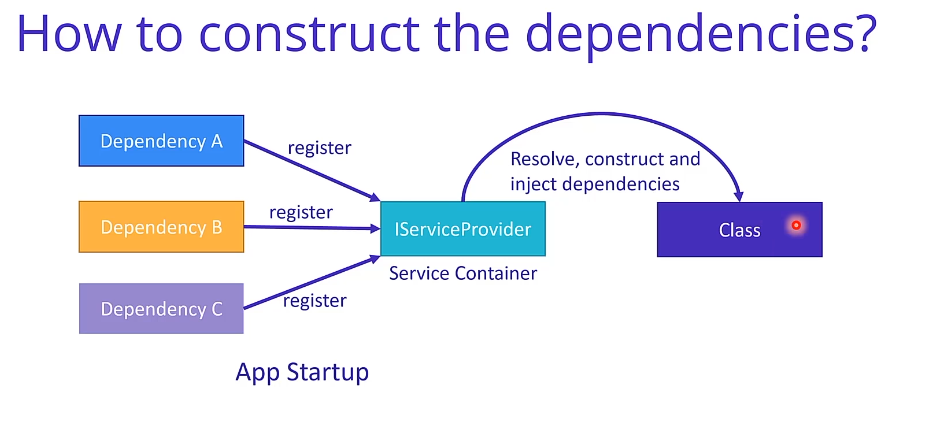 How to construct the dependencies?
Dependency A
register
Resolve, construct and
inject dependencies
Dependency B
register
IServiceProvider
Class
Service Container
Dependency C
register
App Startup